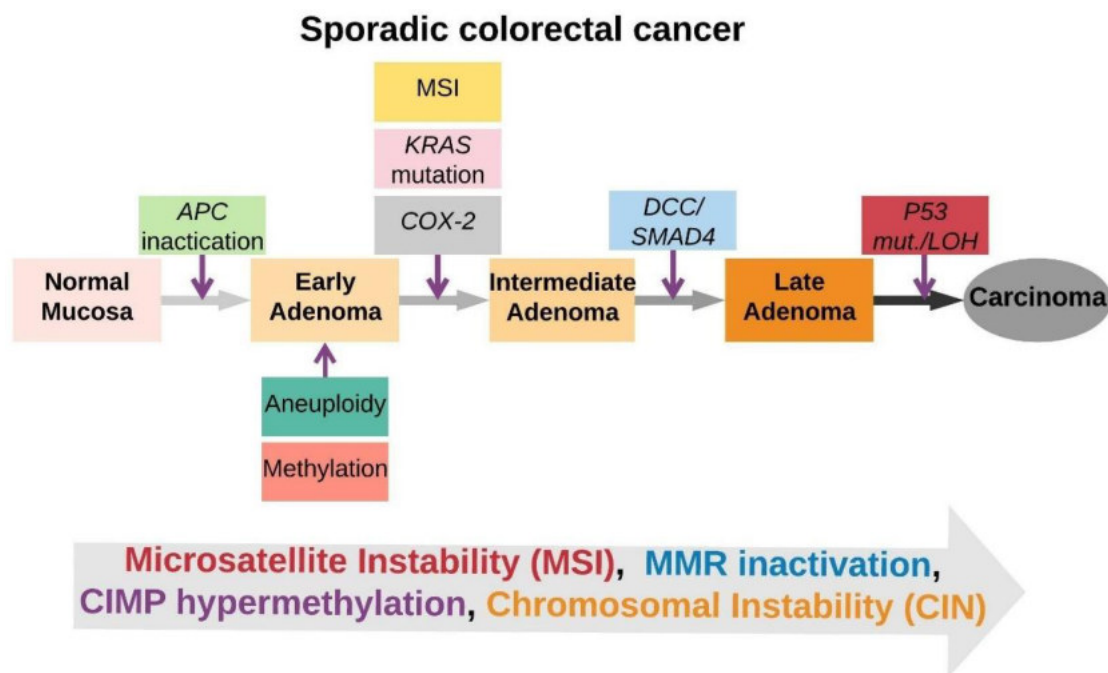 Sporadic colorectal cancer
MSI
KRAS
mutation
COX-2
APC
inactication
DCC/
SMAD4
P53
mut./LOH
Normal
Mucosa
Early
Adenoma
Intermediate
Adenoma
Late
Adenoma
Carcinoma
Aneuploidy
Methylation
Microsatellite Instability (MSI), MMR inactivation,
CIMP hypermethylation, Chromosomal Instability (CIN)